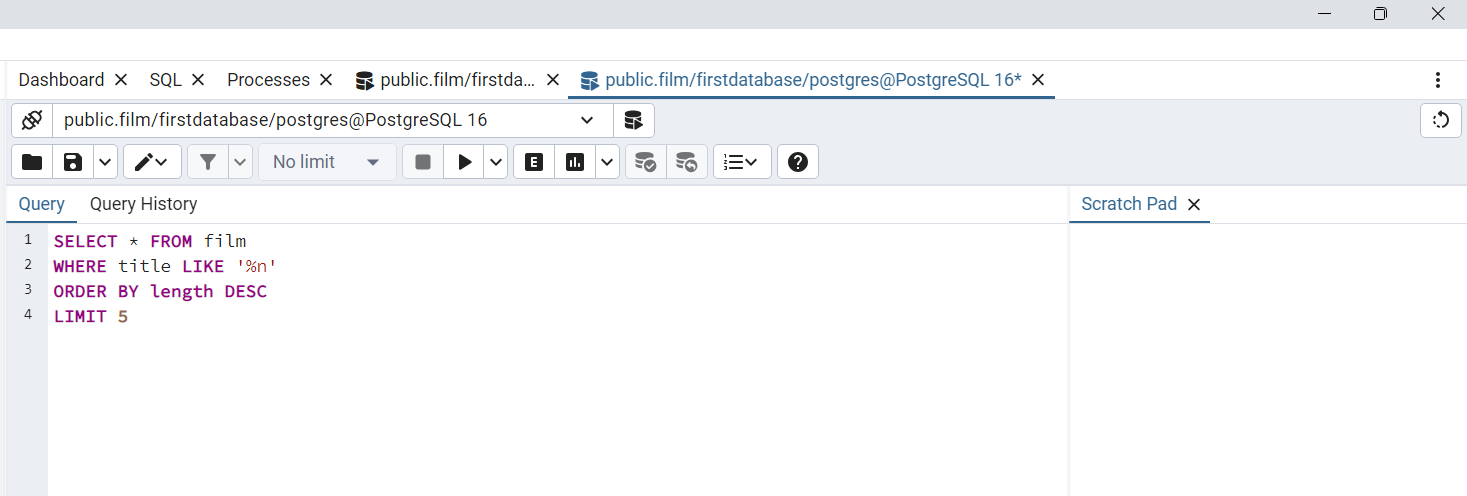 Dashboard SQL Processes public.film/firstda... public.film/firstdatabase/postgres@PostgreSQL 16*
public.film/firstdatabase/postgres@PostgreSQL 16
No limit E
Query Query History Scratch Pad
1 SELECT * FROM film
2 WHERE title LIKE '%n'
3 ORDER BY length DESC
4 LIMIT 5